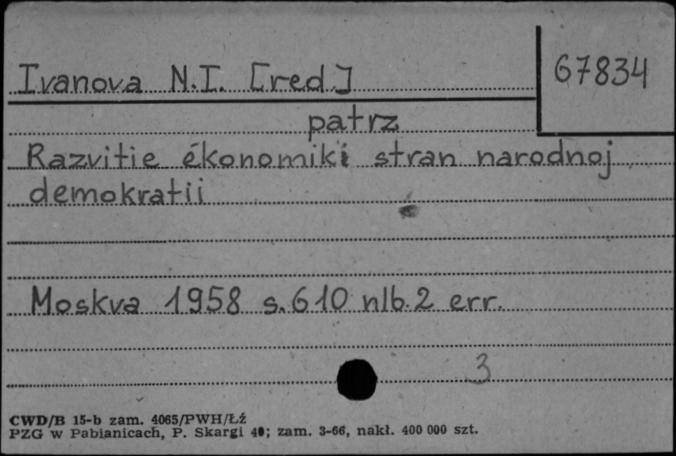 Ivanova N.I. [red.]
67834
patrz
Razvitie ékonomiki stran narodnoj
demokratii
Moskva 1958 s.610 nlb.2 err.
3
CWD/B 15-b zam. 4065/PWH/Łź
PZG w Pabianicach, P. Skargi 40; zam. 3-66, nakł. 400 000 szt.